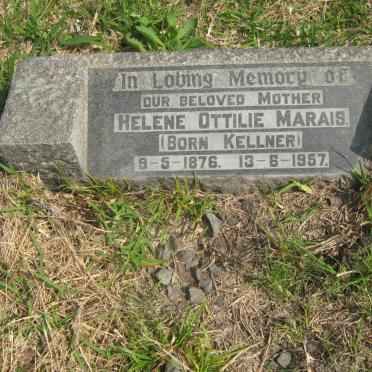 In Loving Memory of
OUR BELOVED MOTHER
HELENE OTTILIE MARAIS.
(BORN KELLNER)
9-5-1876. 13-6-1957.